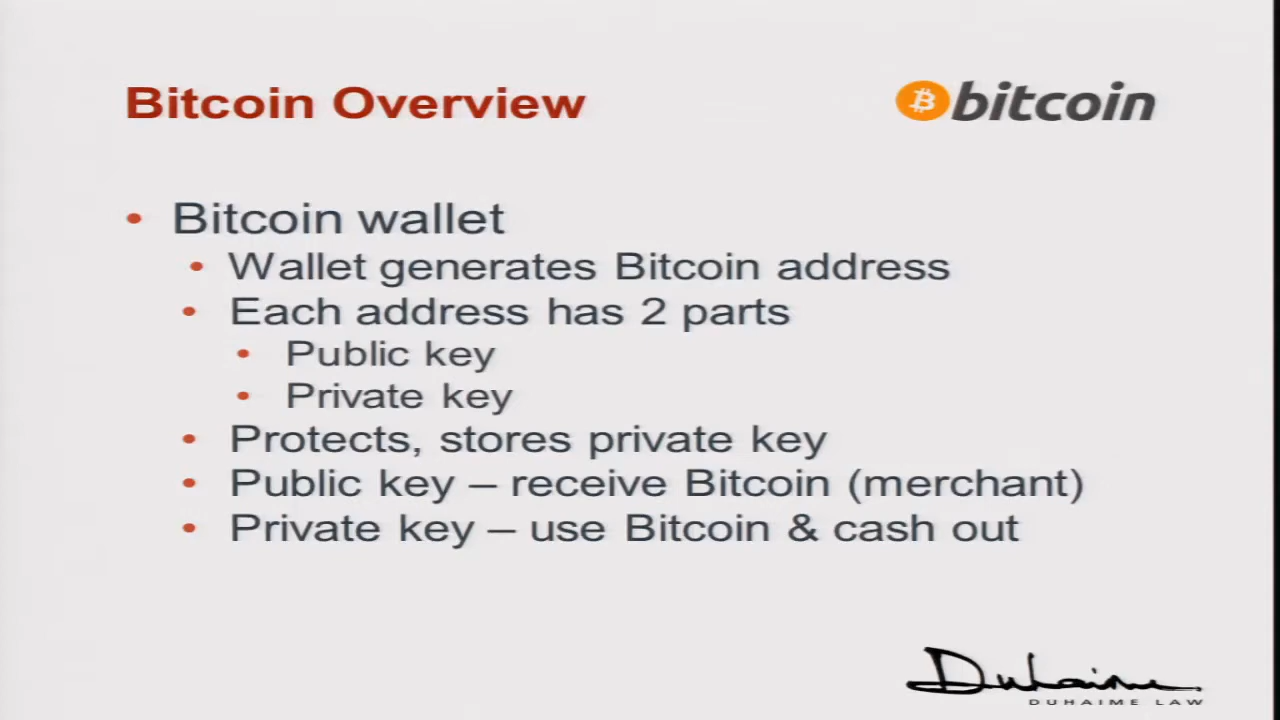 Bitcoin Overview
bitcoin
• Bitcoin wallet
• Wallet generates Bitcoin address
• Each address has 2 parts
• Public key
• Private key
• Protects, stores private key
• Public key – receive Bitcoin (merchant)
• Private key – use Bitcoin & cash out
Duhaime
DUHAIME LAW